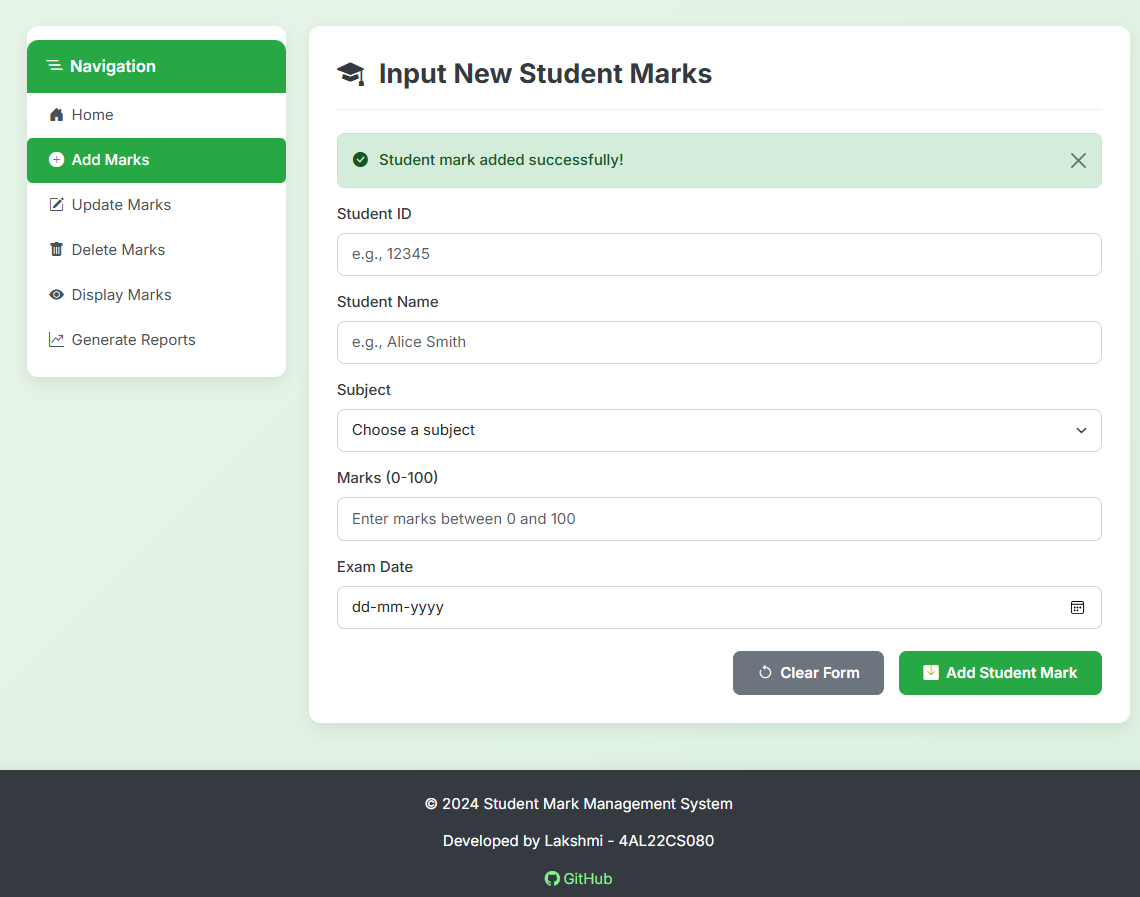 Navigation
Home
Add Marks
Update Marks
Delete Marks
Display Marks
Generate Reports
Input New Student Marks
Student mark added successfully!
Student ID
e.g., 12345
Student Name
e.g., Alice Smith
Subject
Choose a subject
Marks (0-100)
Enter marks between 0 and 100
Exam Date
dd-mm-yyyy
Clear Form
Add Student Mark
© 2024 Student Mark Management System
Developed by Lakshmi - 4AL22CS080
GitHub